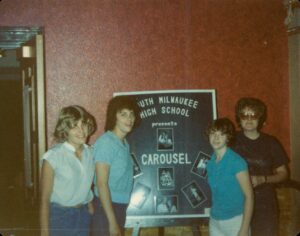 UTH MILWAUKEE
HIGH SCHOOL
presents
CAROUSEL